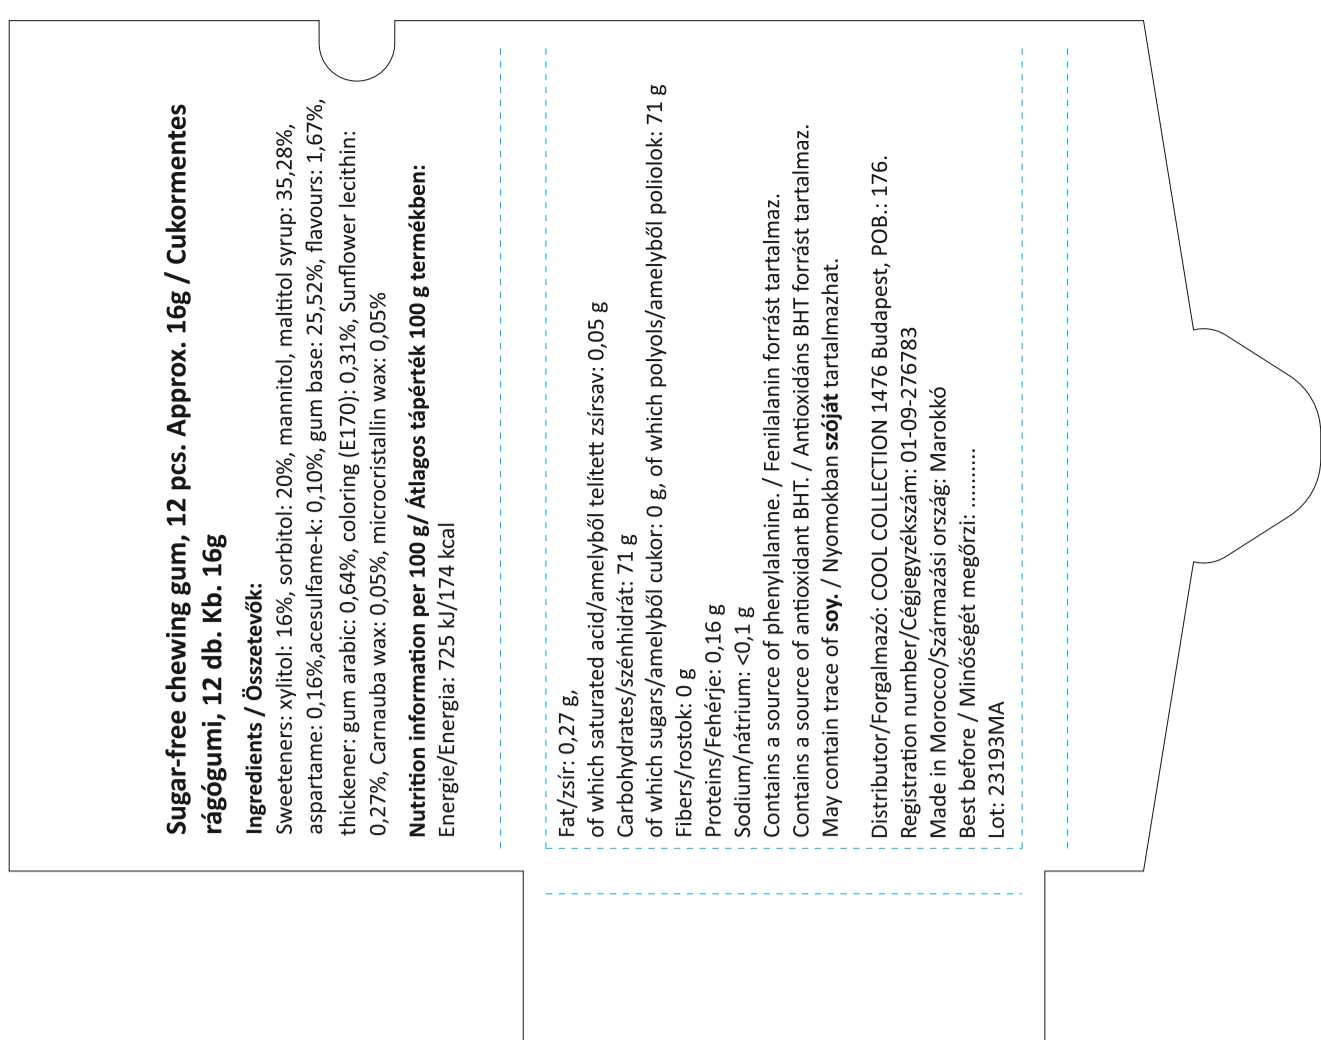 Sugar-free chewing gum, 12 pcs. Approx. 16g / Cukormentes
rágógumi, 12 db. Kb. 16g
Ingredients / Összetevők:
Sweeteners: xylitol: 16%, sorbitol: 20%, mannitol, maltitol syrup: 35,28%,
aspartame: 0,16%,acesulfame-k: 0,10%, gum base: 25,52%, flavours: 1,67%,
thickener: gum arabic: 0,64%, coloring (E170): 0,31%, Sunflower lecithin:
0,27%, Carnauba wax: 0,05%, microcristallin wax: 0,05%
Nutrition information per 100 g/ Átlagos tápérték 100 g termékben:
Energie/Energia: 725 kJ/174 kcal
Fat/zsír: 0,27 g,
of which saturated acid/amelyből telített zsírsav: 0,05 g
Carbohydrates/szénhidrát: 71 g
of which sugars/amelyből cukor: 0 g, of which polyols/amelyből poliolok: 71 g
Fibers/rostok: 0 g
Proteins/Fehérje: 0,16 g
Sodium/nátrium: <0,1 g
Contains a source of phenylalanine. / Fenilalanin forrást tartalmaz.
Contains a source of antioxidant BHT. / Antioxidáns BHT forrást tartalmaz.
May contain trace of soy. / Nyomokban szóját tartalmazhat.
Distributor/Forgalmazó: COOL COLLECTION 1476 Budapest, POB.: 176.
Registration number/Cégjegyzékszám: 01-09-276783
Made in Morocco/Származási ország: Marokkó
Best before / Minőségét megőrzi: ..........
Lot: 23193MA